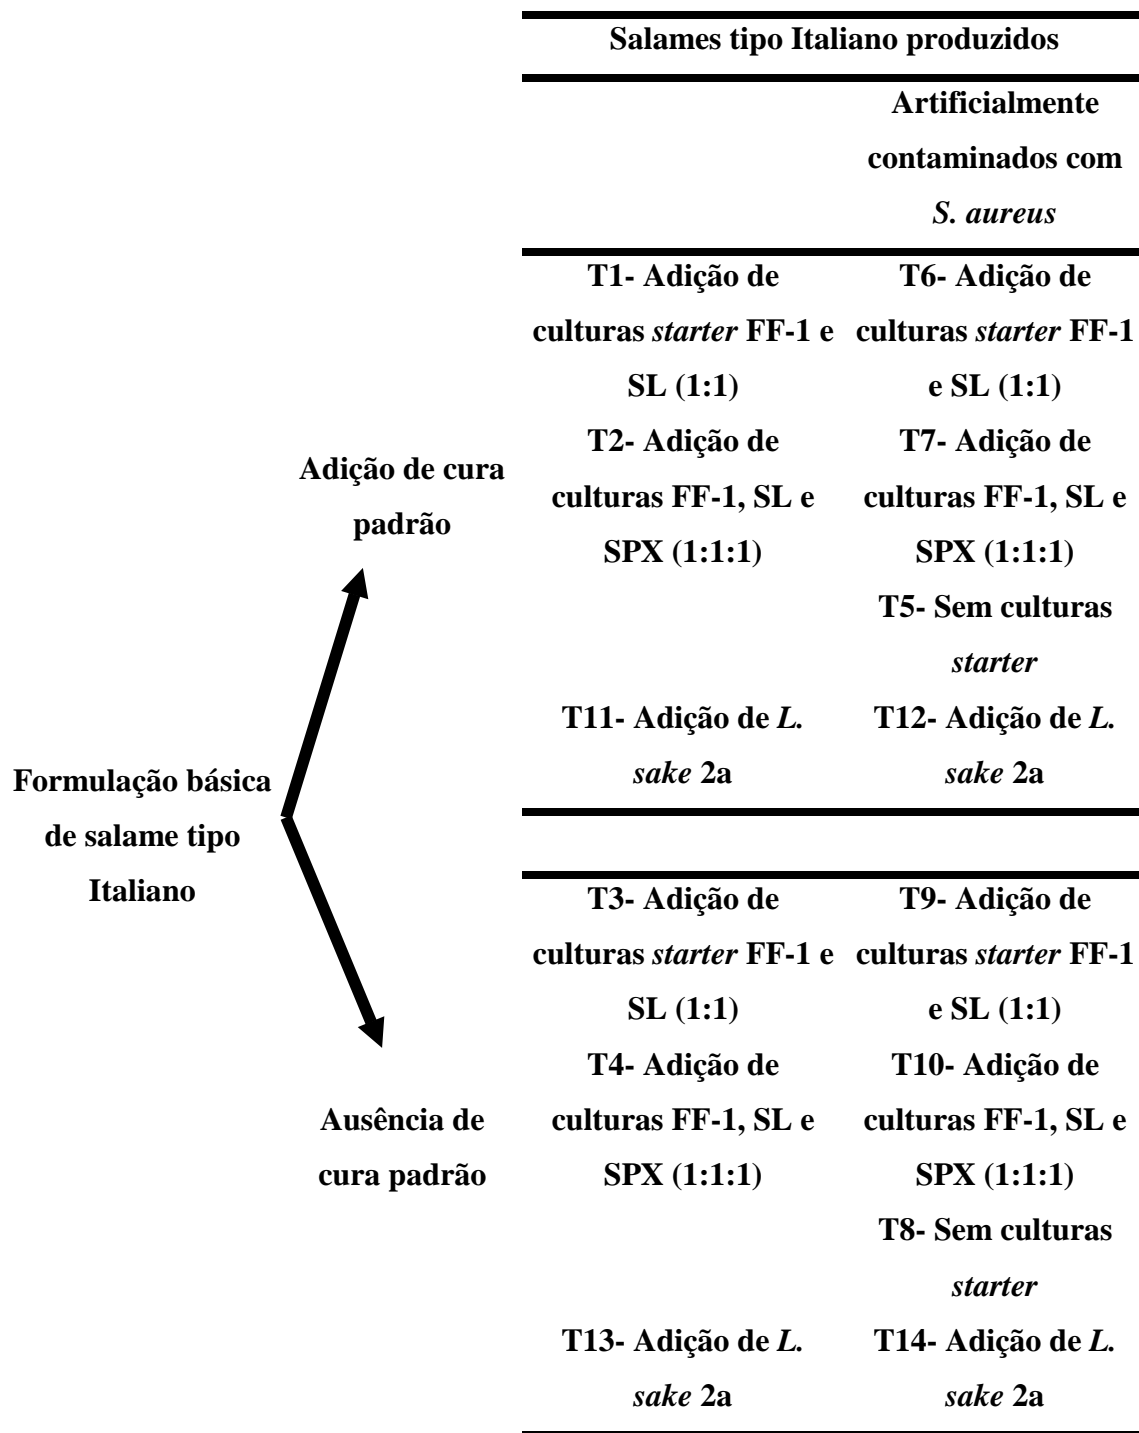 Salames tipo Italiano produzidos
Artificialmente
contaminados com
S. aureus
Formulação básica
de salame tipo
Italiano
Adição de cura
padrão
T1- Adição de
culturas starter FF-1 e
SL (1:1)
T2- Adição de
culturas FF-1, SL e
SPX (1:1:1)
T11- Adição de L.
sake 2a
T6- Adição de
culturas starter FF-1
e SL (1:1)
T7- Adição de
culturas FF-1, SL e
SPX (1:1:1)
T5- Sem culturas
starter
T12- Adição de L.
sake 2a
Ausência de
cura padrão
T3- Adição de
culturas starter FF-1 e
SL (1:1)
T4- Adição de
culturas FF-1, SL e
SPX (1:1:1)
T13- Adição de L.
sake 2a
T9- Adição de
culturas starter FF-1
e SL (1:1)
T10- Adição de
culturas FF-1, SL e
SPX (1:1:1)
T8- Sem culturas
starter
T14- Adição de L.
sake 2a